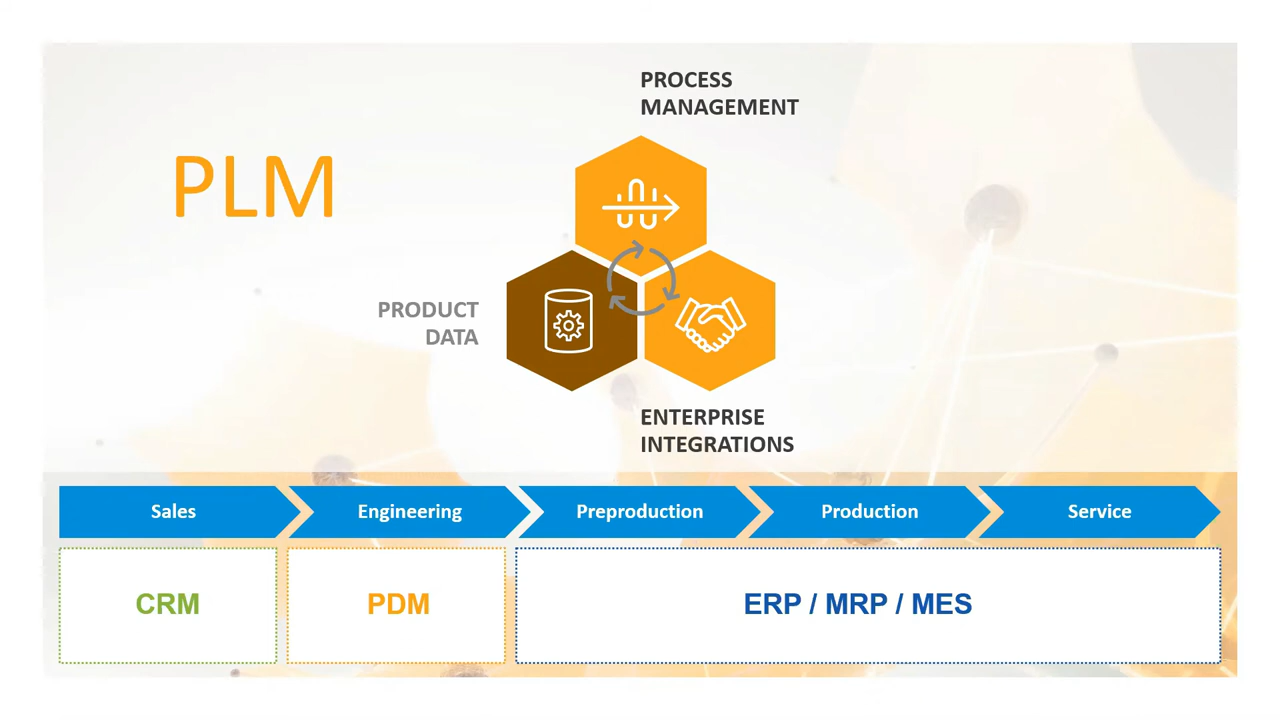 PROCESS
MANAGEMENT
PLM
PRODUCT
DATA
ENTERPRISE
INTEGRATIONS
Sales
Engineering
Preproduction
Production
Service
CRM
PDM
ERP / MRP / MES